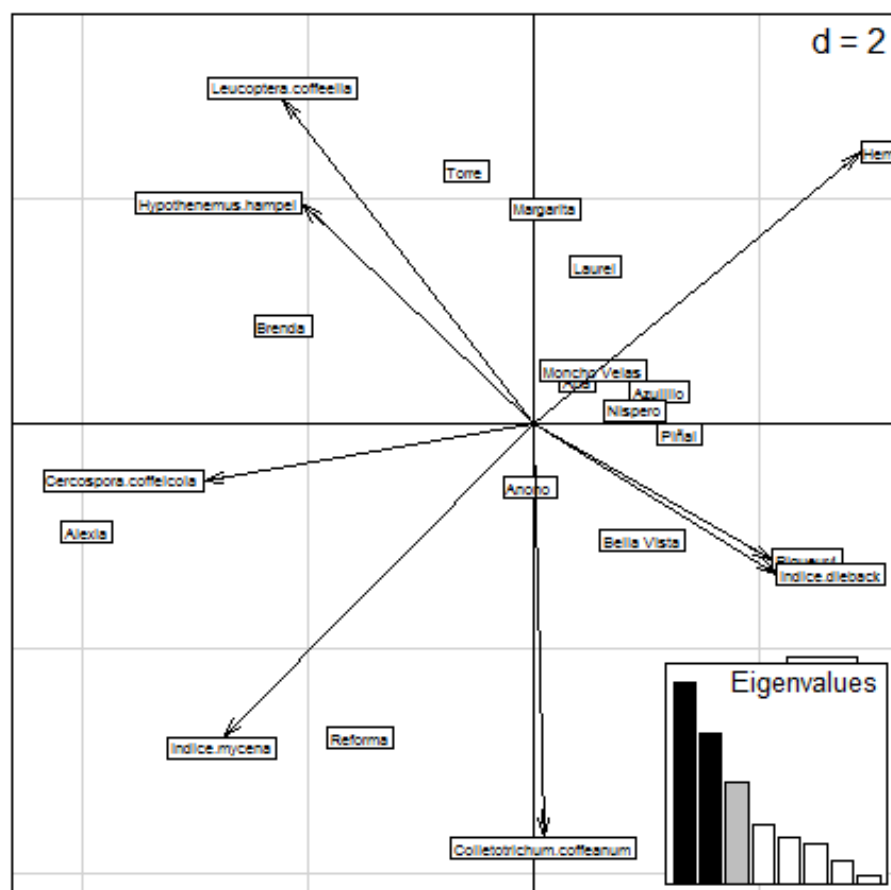 d = 2
Leucoptera.coffeella
Hem
Torre
Hypothenemus.hampei
Margarita
Laurel
Brenda
Moncho Velas
Azulillo
Nispero
Piñal
Cercospora.coffeicola
Anono
Alexia
Bella Vista
Indice.dieback
Eigenvalues
Indice.mycena
Reforma
Colletotrichum.coffeanum